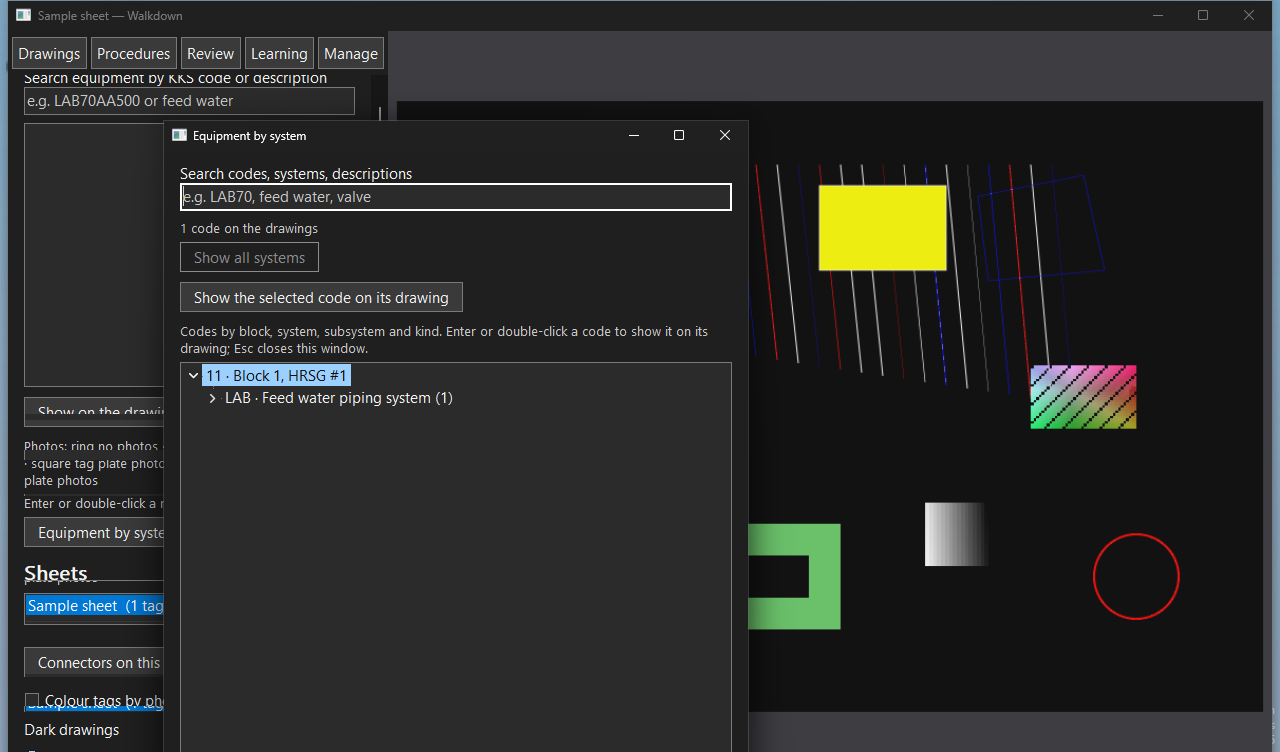 Sample sheet — Walkdown
Drawings Procedures Review Learning Manage
Search equipment by KKS code or description
e.g. LAB70AA500 or feed water
Equipment by system
Search codes, systems, descriptions
e.g. LAB70, feed water, valve
1 code on the drawings
Show all systems
Show the selected code on its drawing
Codes by block, system, subsystem and kind. Enter or double-click a code to show it on its
drawing; Esc closes this window.
11 · Block 1, HRSG #1
LAB · Feed water piping system (1)
Show on the
Photos: ring no photos
· square tag plate
plate photos
Enter or double-click a
Equipment by
Sheets
Sample sheet (1
Connectors on this
Colour tags by
Dark drawings